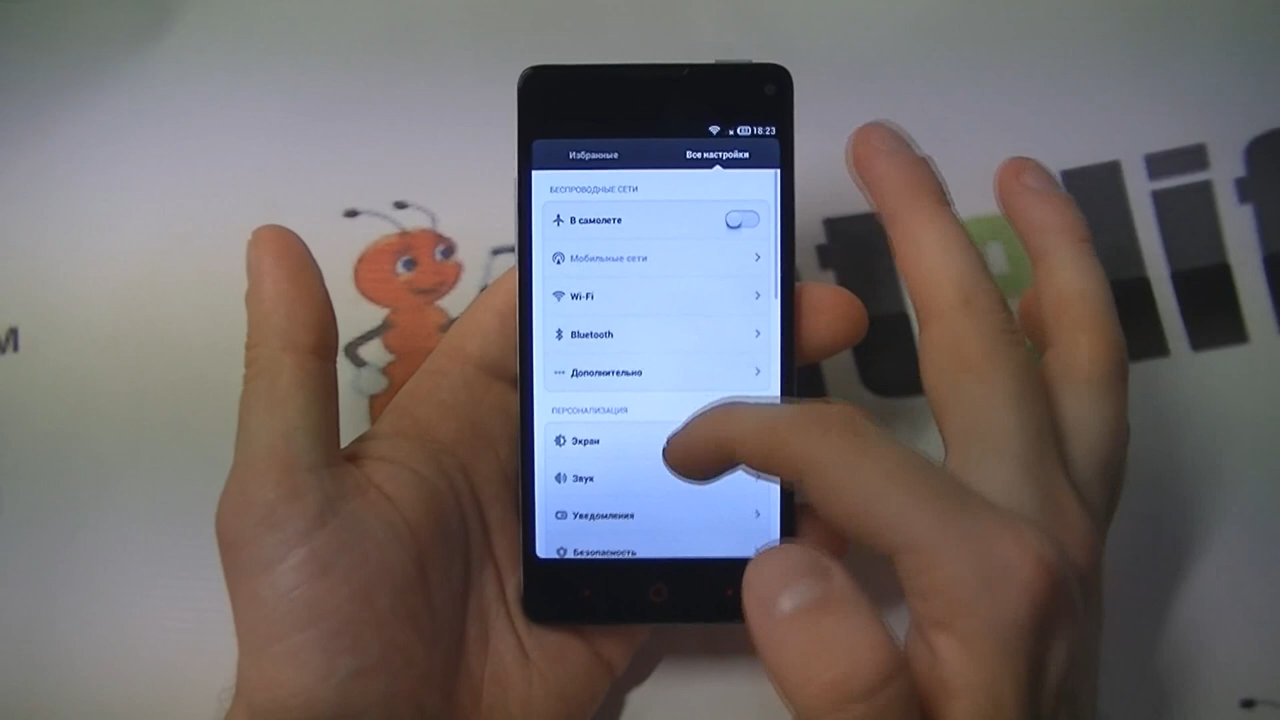 18:23
Избранные Все настройки
БЕСПРОВОДНЫЕ СЕТИ
В самолете
Мобильные сети
Wi-Fi
Bluetooth
Дополнительно
ПЕРСОНАЛИЗАЦИЯ
Экран
Звук
Уведомления
Безопасность